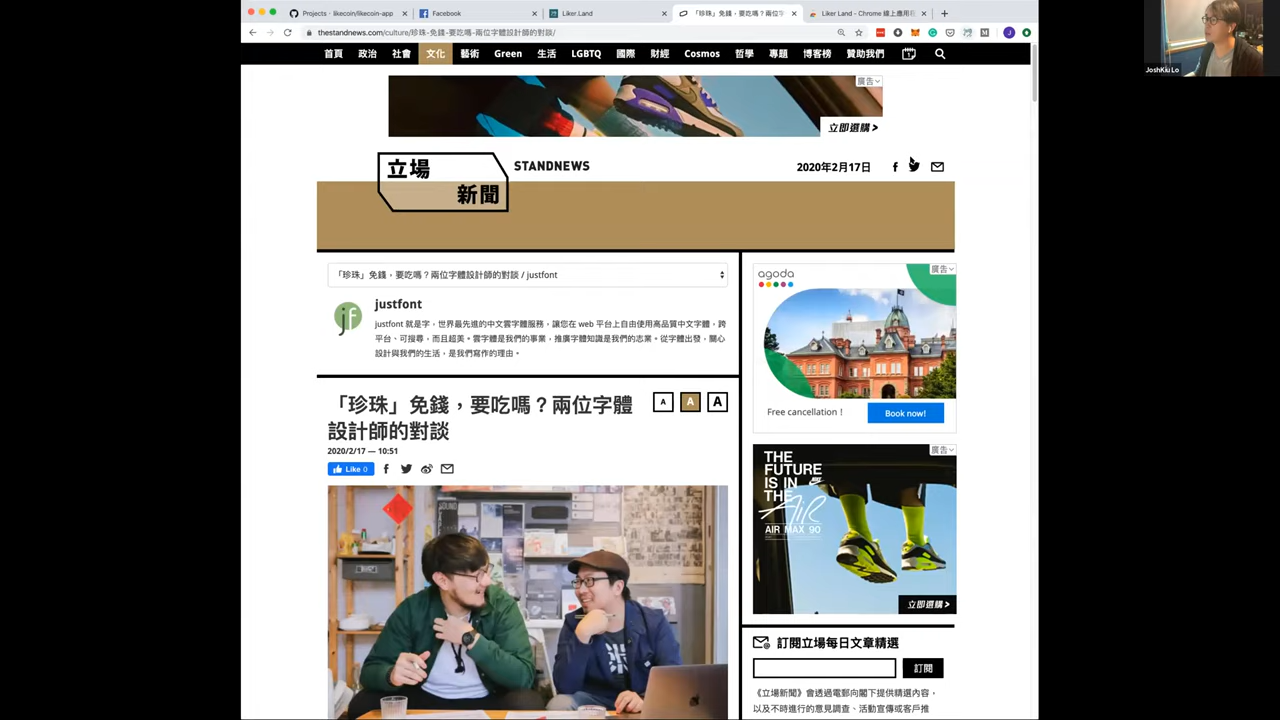 Projects · likecoin/likecoin-app
Facebook
Liker.Land
「珍珠」免錢，要吃嗎？兩位字
Liker Land - Chrome 線上應用程
thestandnews.com/culture/珍珠-免錢-要吃嗎-兩位字體設計師的對談/
JoshKiu Lo
首頁 政治 社會 文化 藝術 Green 生活 LGBTQ 國際 財經 Cosmos 哲學 專題 博客榜 贊助我們
廣告
立即選購 >
立場
新聞
STANDNEWS
2020年2月17日
「珍珠」免錢，要吃嗎？兩位字體設計師的對談 / justfont
justfont
justfont 就是字，世界最先進的中文雲字體服務，讓您在 web 平台上自由使用高品質中文字體，跨
平台、可搜尋，而且超美。雲字體是我們的事業，推廣字體知識是我們的志業。從字體出發，關心
設計與我們的生活，是我們寫作的理由。
「珍珠」免錢，要吃嗎？兩位字體
設計師的對談
A A A
2020/2/17 — 10:51
Like 0
廣告
agoda
Free cancellation !
Book now!
廣告
THE
FUTURE
IS IN
THE
AIR
AIR MAX 90
立即選購 >
訂閱立場每日文章精選
訂閱
《立場新聞》會透過電郵向閣下提供精選內容，
以及不時進行的意見調查、活動宣傳或客戶推